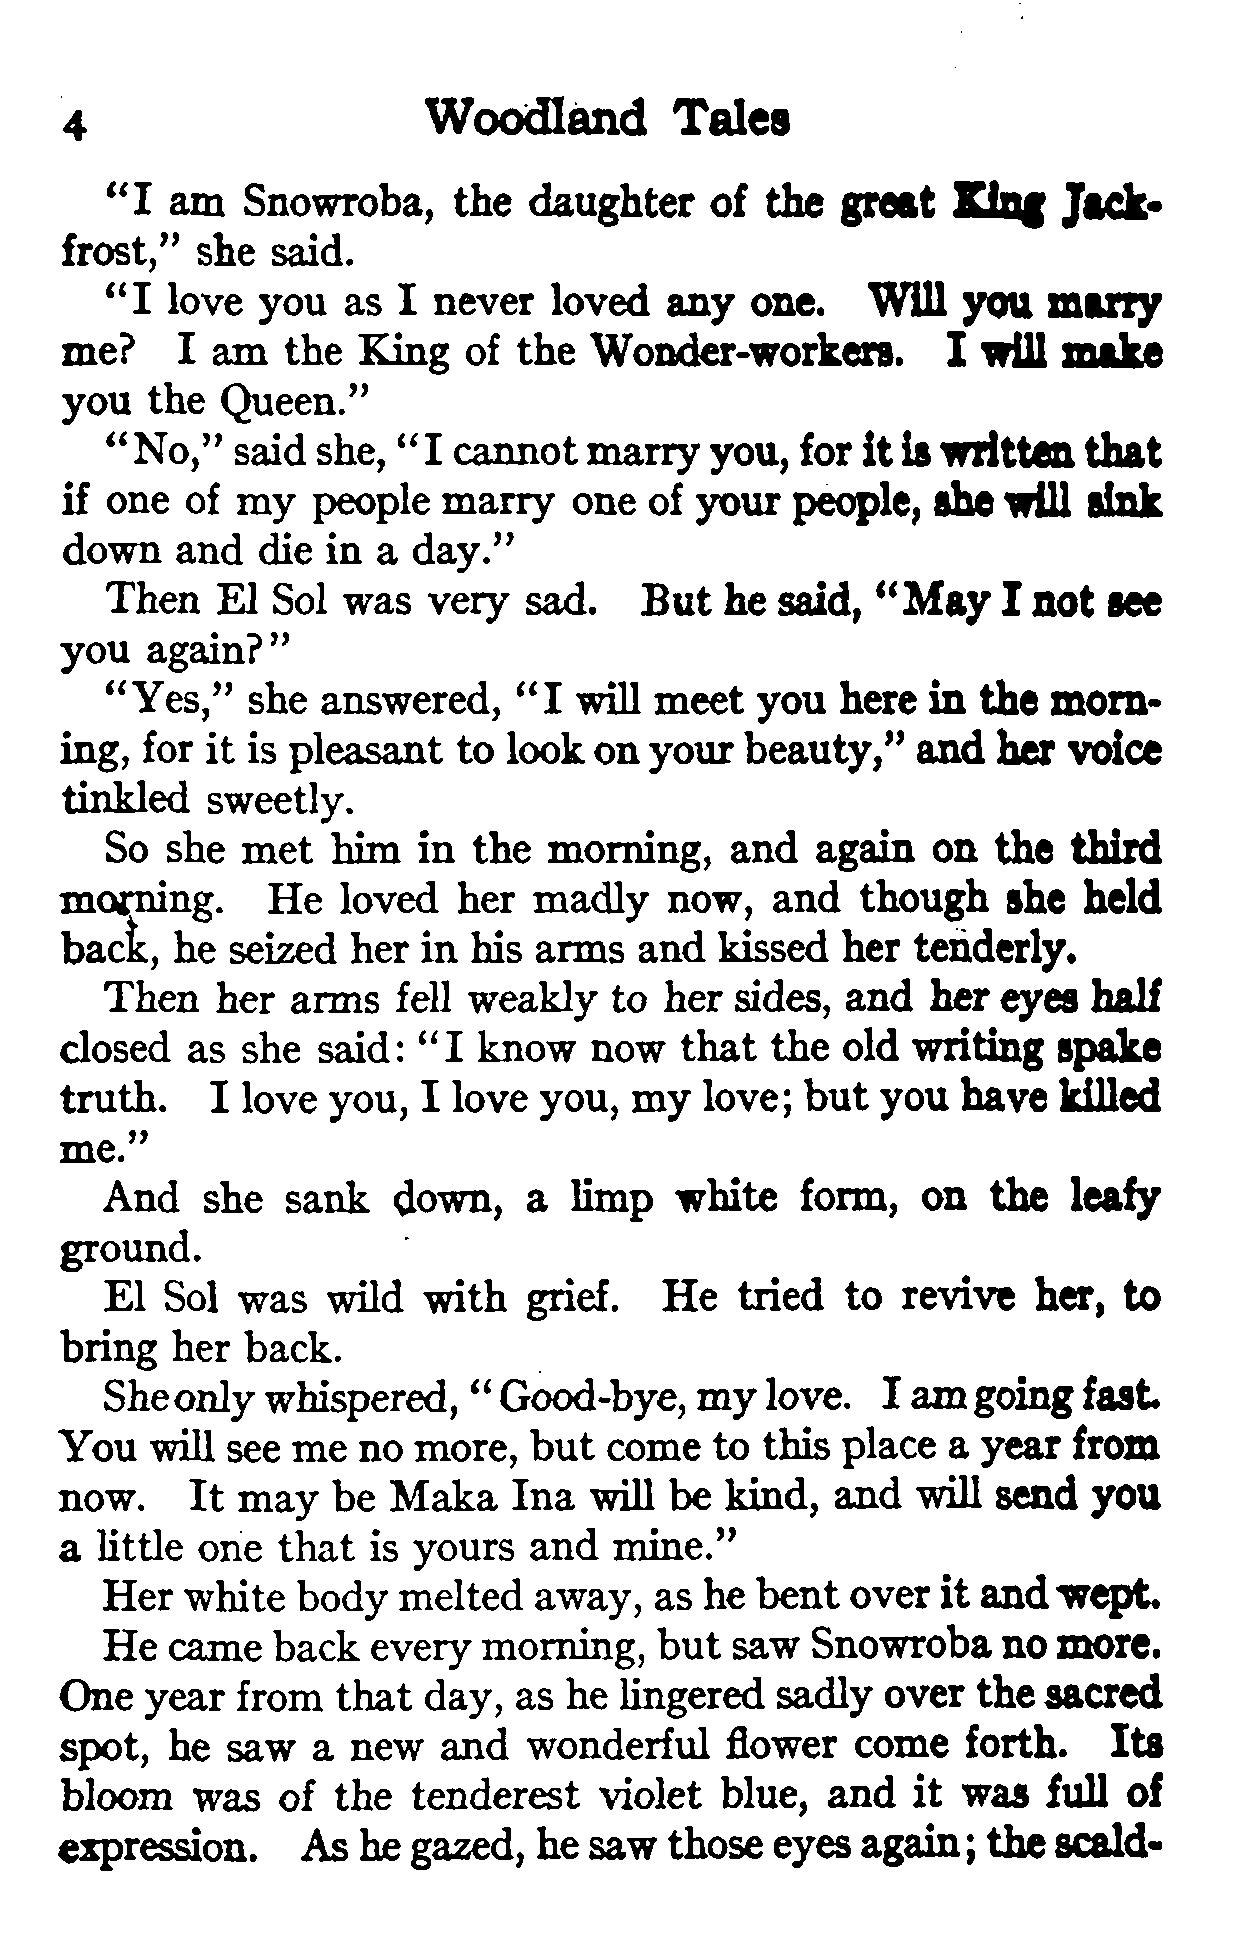 4 Woodland Tales
"I am Snowroba, the daughter of the great King Jack-
frost," she said.
"I love you as I never loved any one. Will you marry
me? I am the King of the Wonder-workers. I will make
you the Queen."
"No," said she, "I cannot marry you, for it is written that
if one of my people marry one of your people, she will sink
down and die in a day."
Then El Sol was very sad. But he said, "May I not see
you again?"
"Yes," she answered, "I will meet you here in the morn-
ing, for it is pleasant to look on your beauty," and her voice
tinkled sweetly.
So she met him in the morning, and again on the third
morning. He loved her madly now, and though she held
back, he seized her in his arms and kissed her tenderly.
Then her arms fell weakly to her sides, and her eyes half
closed as she said: "I know now that the old writing spake
truth. I love you, I love you, my love; but you have killed
me."
And she sank down, a limp white form, on the leafy
ground.
El Sol was wild with grief. He tried to revive her, to
bring her back.
She only whispered, "Good-bye, my love. I am going fast.
You will see me no more, but come to this place a year from
now. It may be Maka Ina will be kind, and will send you
a little one that is yours and mine."
Her white body melted away, as he bent over it and wept.
He came back every morning, but saw Snowroba no more.
One year from that day, as he lingered sadly over the sacred
spot, he saw a new and wonderful flower come forth. Its
bloom was of the tenderest violet blue, and it was full of
expression. As he gazed, he saw those eyes again; the scald-